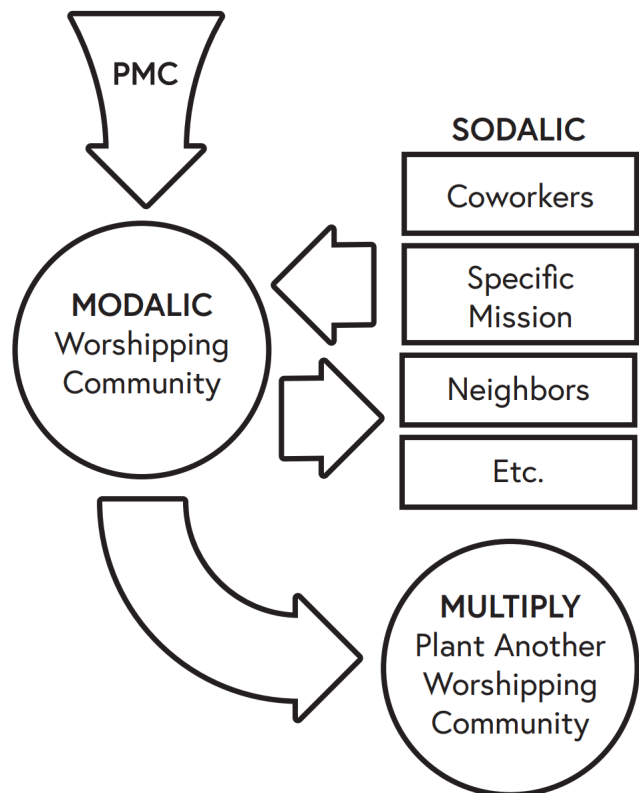 PMC
SODALIC
Coworkers
Specific
Mission
Neighbors
Etc.
MODALIC
Worshipping
Community
MULTIPLY
Plant Another
Worshipping
Community